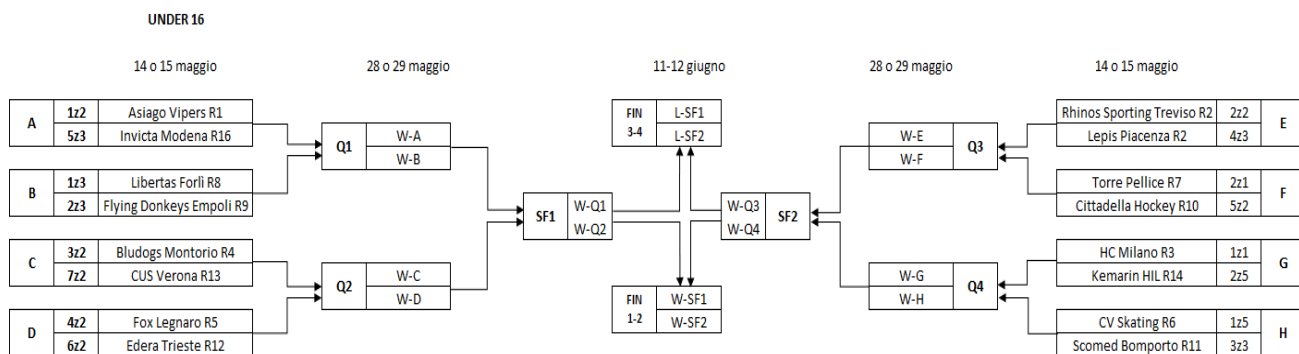 UNDER 16
14 o 15 maggio 28 o 29 maggio 11-12 giugno 28 o 29 maggio 14 o 15 maggio
A
1z2 Asiago Vipers R1
5z3 Invicta Modena R16
B
1z3 Libertas Forlì R8
2z3 Flying Donkeys Empoli R9
C
3z2 Bludogs Montorio R4
7z2 CUS Verona R13
D
4z2 Fox Legnaro R5
6z2 Edera Trieste R12
Q1
W-A
W-B
Q2
W-C
W-D
SF1
W-Q1
W-Q2
FIN
3-4
L-SF1
L-SF2
FIN
1-2
W-SF1
W-SF2
W-Q3
W-Q4
SF2
W-E
W-F
Q3
W-G
W-H
Q4
Rhinos Sporting Treviso R2 2z2
Lepis Piacenza R2 4z3
E
Torre Pellice R7 2z1
Cittadella Hockey R10 5z2
F
HC Milano R3 1z1
Kemarin HIL R14 2z5
G
CV Skating R6 1z5
Scomed Bomporto R11 3z3
H